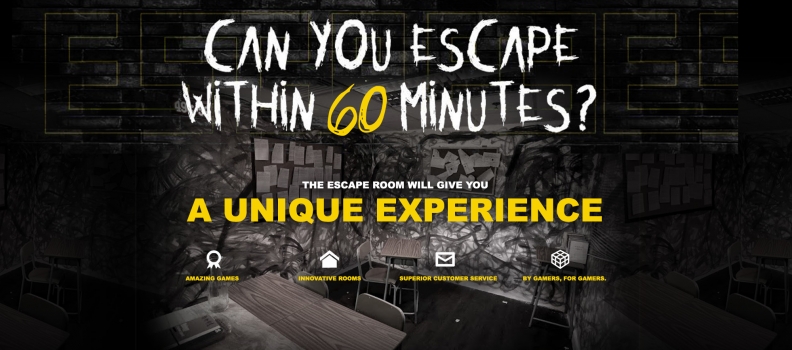 CAN YOU ESCAPE
WITHIN 60 MINUTES?
THE ESCAPE ROOM WILL GIVE YOU
A UNIQUE EXPERIENCE
AMAZING GAMES
INNOVATIVE ROOMS
SUPERIOR CUSTOMER SERVICE
BY GAMERS, FOR GAMERS.